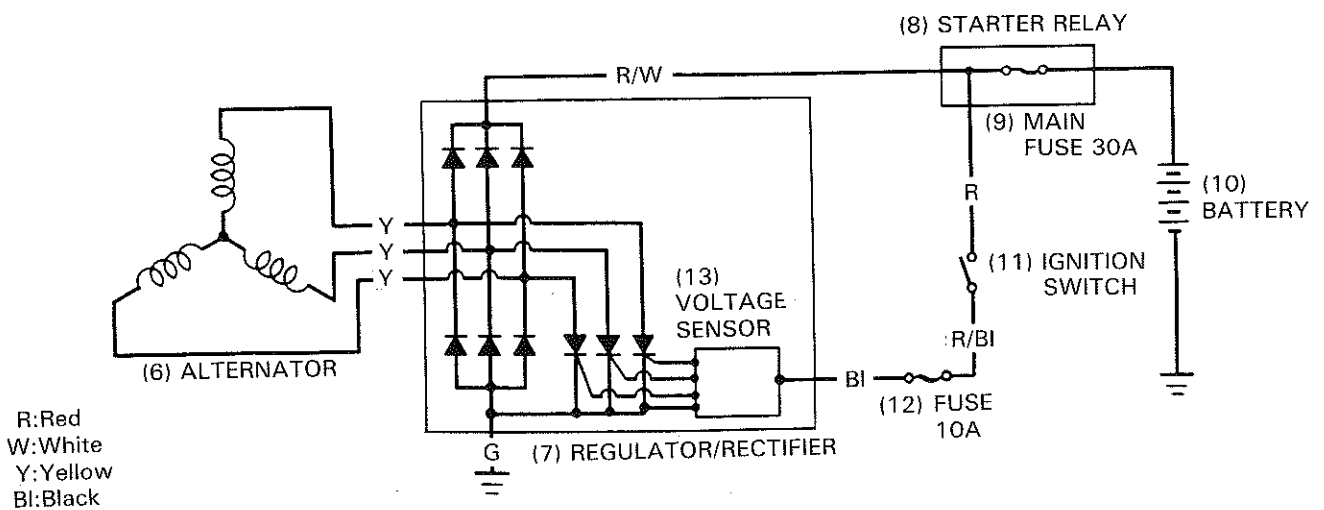 (8) STARTER RELAY
R/W
(9) MAIN
FUSE 30A
R
(10)
BATTERY
Y
Y
Y
(11) IGNITION
SWITCH
(13)
VOLTAGE
SENSOR
R/Bl
(6) ALTERNATOR
Bl
(12) FUSE
10A
R:Red
W:White
Y:Yellow
Bl:Black
G
(7) REGULATOR/RECTIFIER